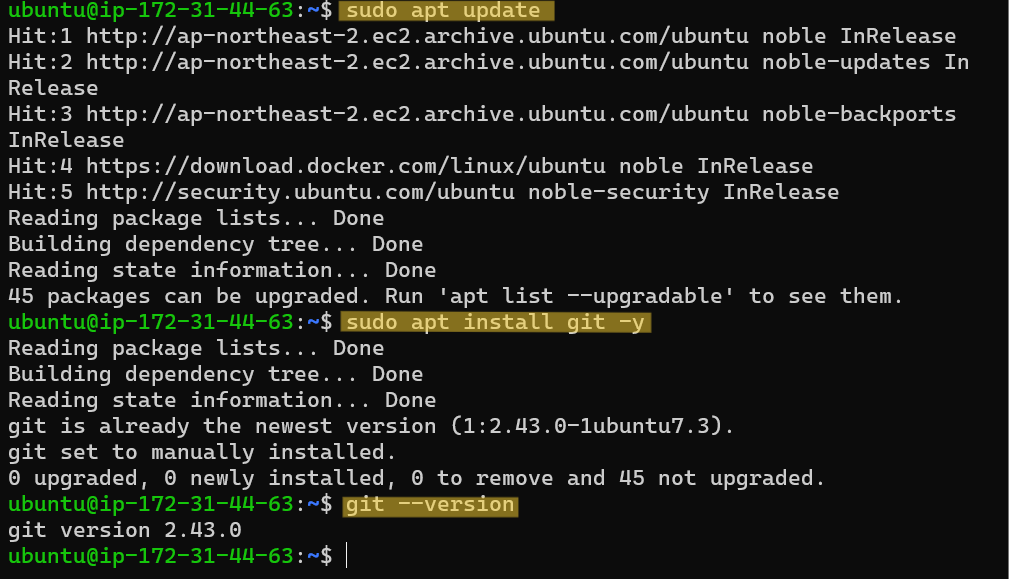 ubuntu@ip-172-31-44-63:~$ sudo apt update
Hit:1 http://ap-northeast-2.ec2.archive.ubuntu.com/ubuntu noble InRelease
Hit:2 http://ap-northeast-2.ec2.archive.ubuntu.com/ubuntu noble-updates In
Release
Hit:3 http://ap-northeast-2.ec2.archive.ubuntu.com/ubuntu noble-backports
InRelease
Hit:4 https://download.docker.com/linux/ubuntu noble InRelease
Hit:5 http://security.ubuntu.com/ubuntu noble-security InRelease
Reading package lists... Done
Building dependency tree... Done
Reading state information... Done
45 packages can be upgraded. Run 'apt list --upgradable' to see them.
ubuntu@ip-172-31-44-63:~$ sudo apt install git -y
Reading package lists... Done
Building dependency tree... Done
Reading state information... Done
git is already the newest version (1:2.43.0-1ubuntu7.3).
git set to manually installed.
0 upgraded, 0 newly installed, 0 to remove and 45 not upgraded.
ubuntu@ip-172-31-44-63:~$ git --version
git version 2.43.0
ubuntu@ip-172-31-44-63:~$